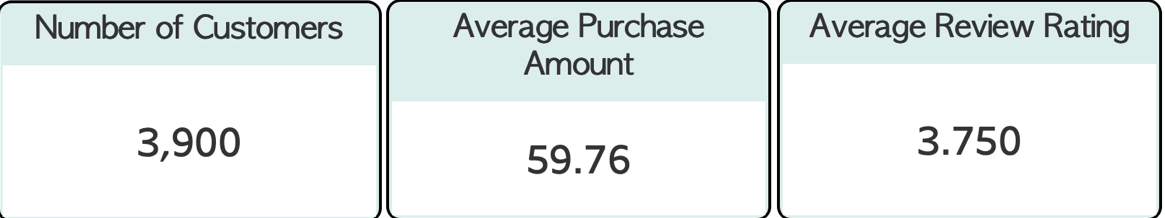 Number of Customers
3,900
Average Purchase
Amount
59.76
Average Review Rating
3.750